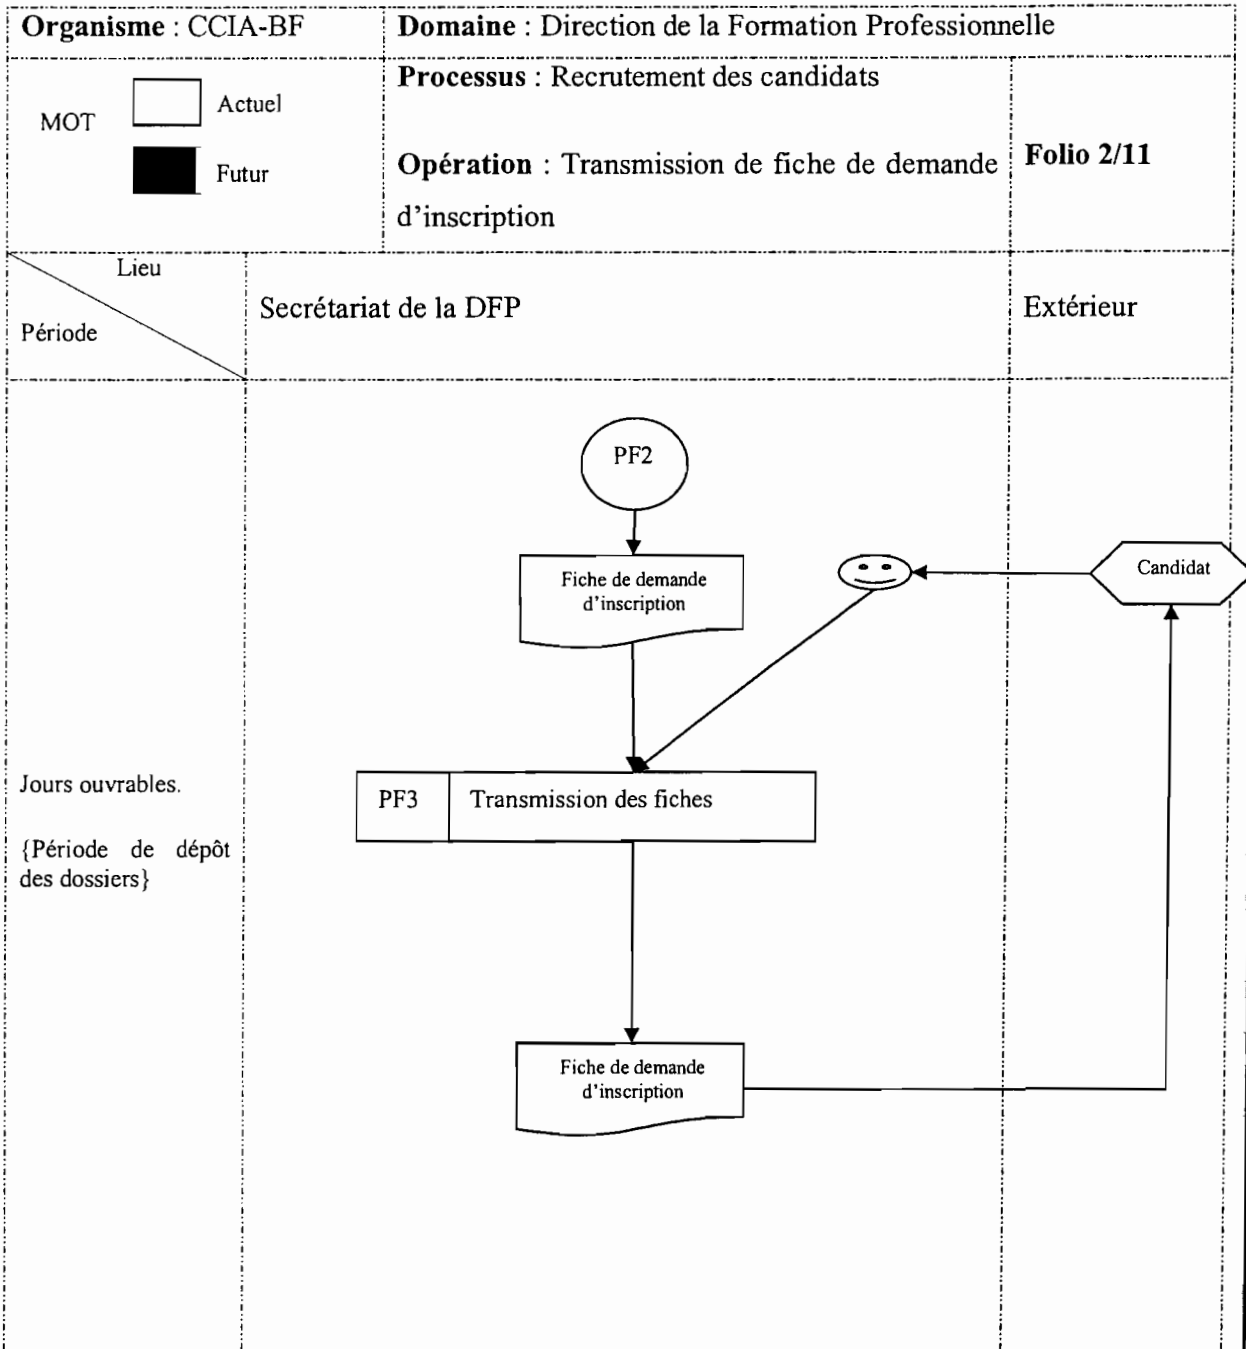 Organisme : CCIA-BF
Domaine : Direction de la Formation Professionnelle
MOT
Actuel
Futur
Processus : Recrutement des candidats
Opération : Transmission de fiche de demande
d'inscription
Folio 2/11
Lieu
Période
Secrétariat de la DFP
Extérieur
PF2
Fiche de demande
d'inscription
Candidat
Jours ouvrables.
{Période de dépôt
des dossiers}
PF3
Transmission des fiches
Fiche de demande
d'inscription